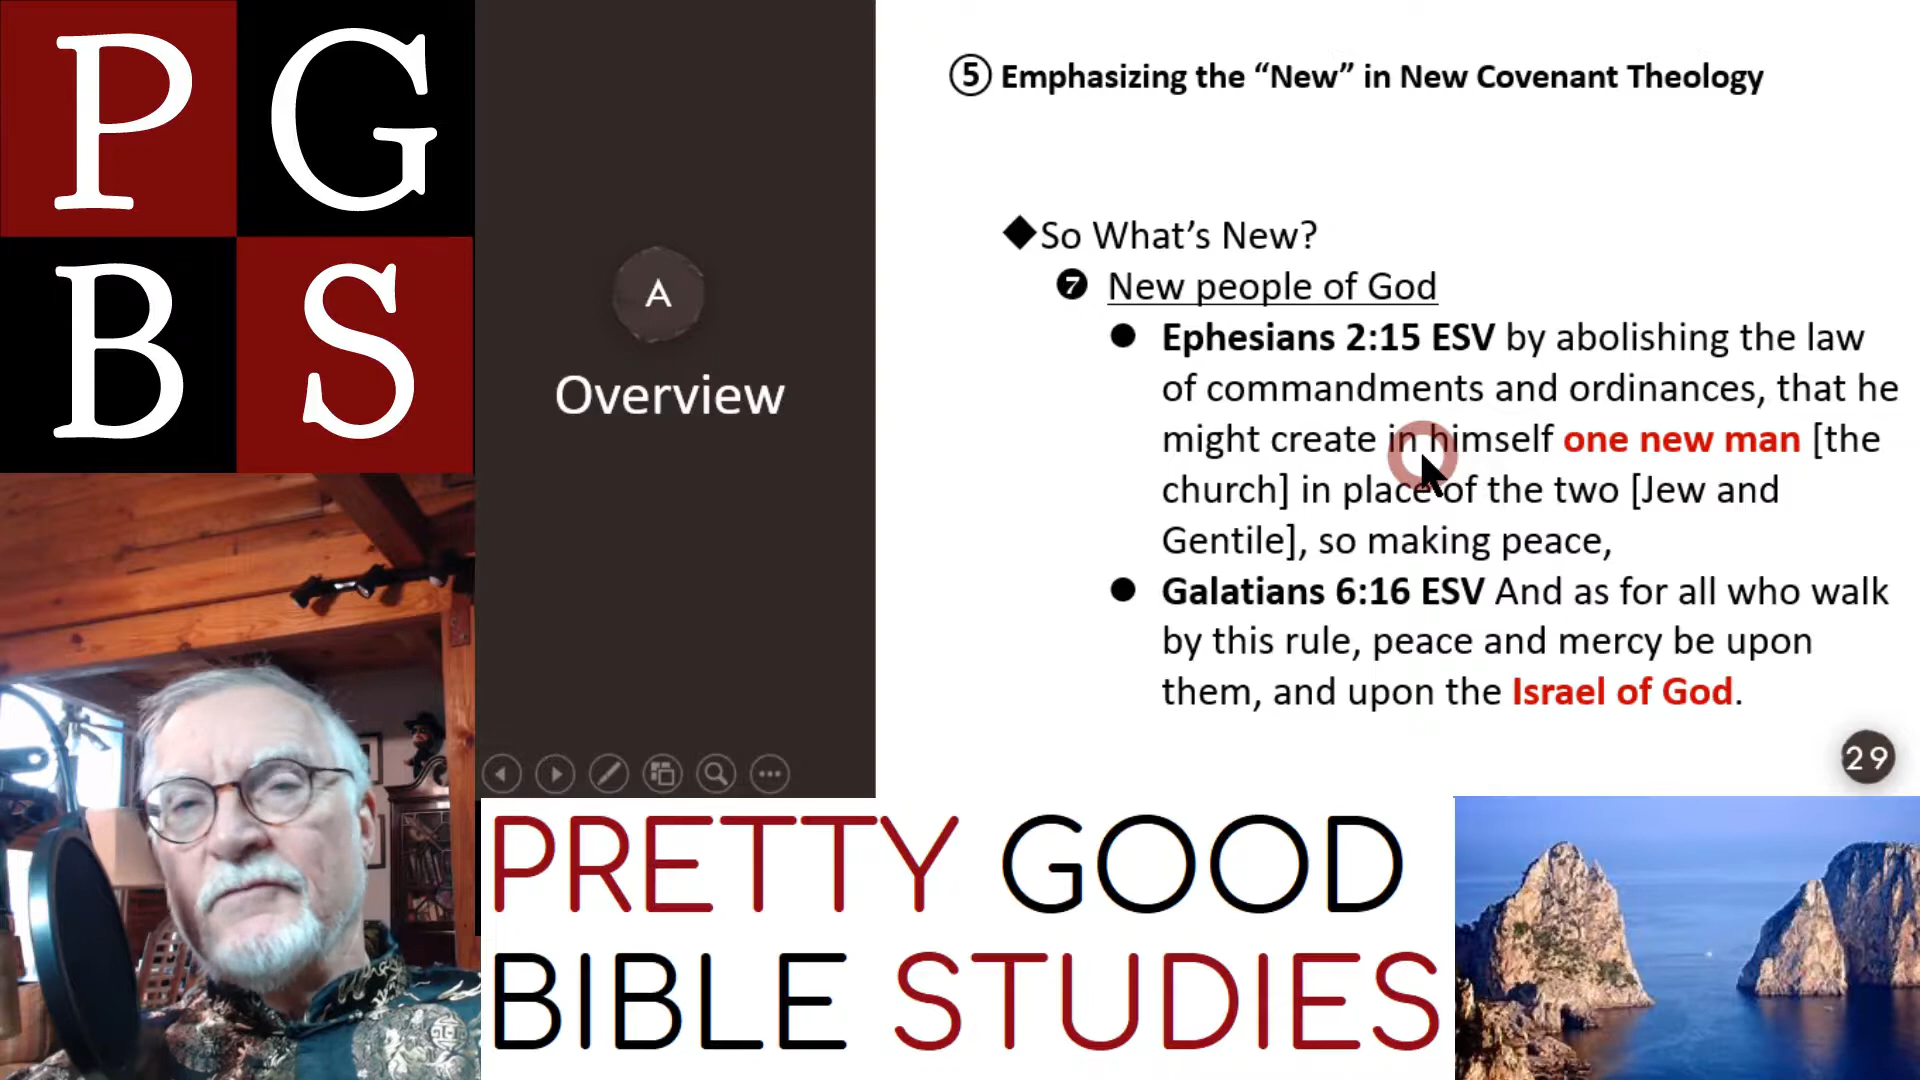 P G
B S
A
Overview
⑤ Emphasizing the “New” in New Covenant Theology
◆So What’s New?
❼ New people of God
● Ephesians 2:15 ESV by abolishing the law
of commandments and ordinances, that he
might create in himself one new man [the
church] in place of the two [Jew and
Gentile], so making peace,
● Galatians 6:16 ESV And as for all who walk
by this rule, peace and mercy be upon
them, and upon the Israel of God.
29
PRETTY GOOD
BIBLE STUDIES